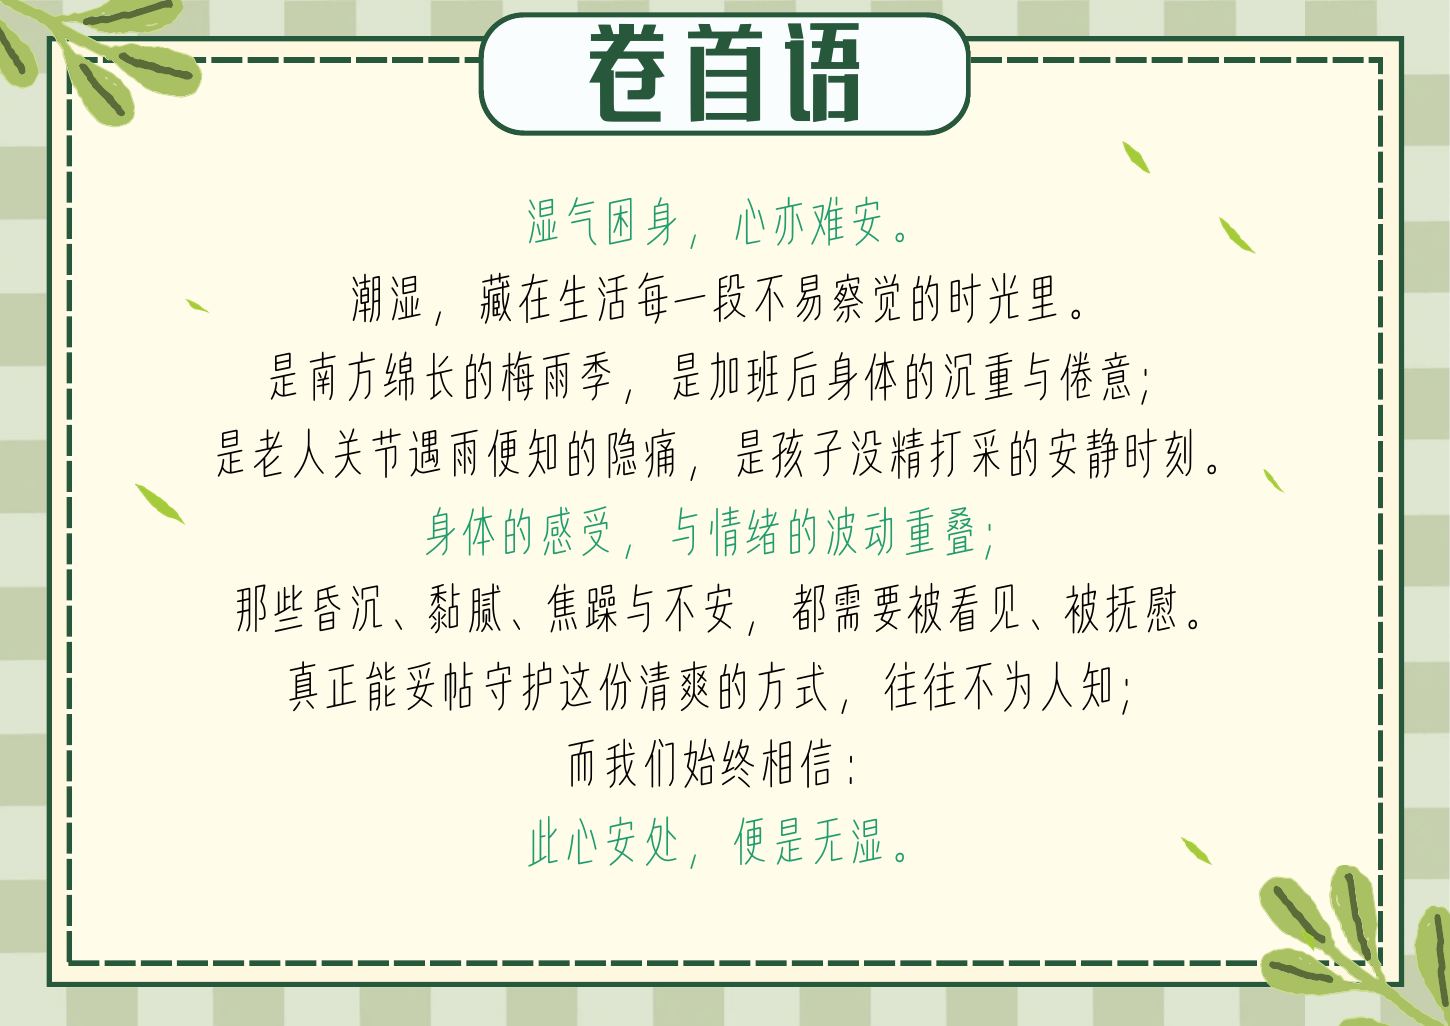 卷首语
湿气困身，心亦难安。
潮湿，藏在生活每一段不易察觉的时光里。
是南方绵长的梅雨季，是加班后身体的沉重与倦意；
是老人关节遇雨便知的隐痛，是孩子没精打采的安静时刻。
身体的感受，与情绪的波动重叠；
那些昏沉、黏腻、焦躁与不安，都需要被看见、被抚慰。
真正能妥帖守护这份清爽的方式，往往不为人知；
而我们始终相信：
此心安处，便是无湿。